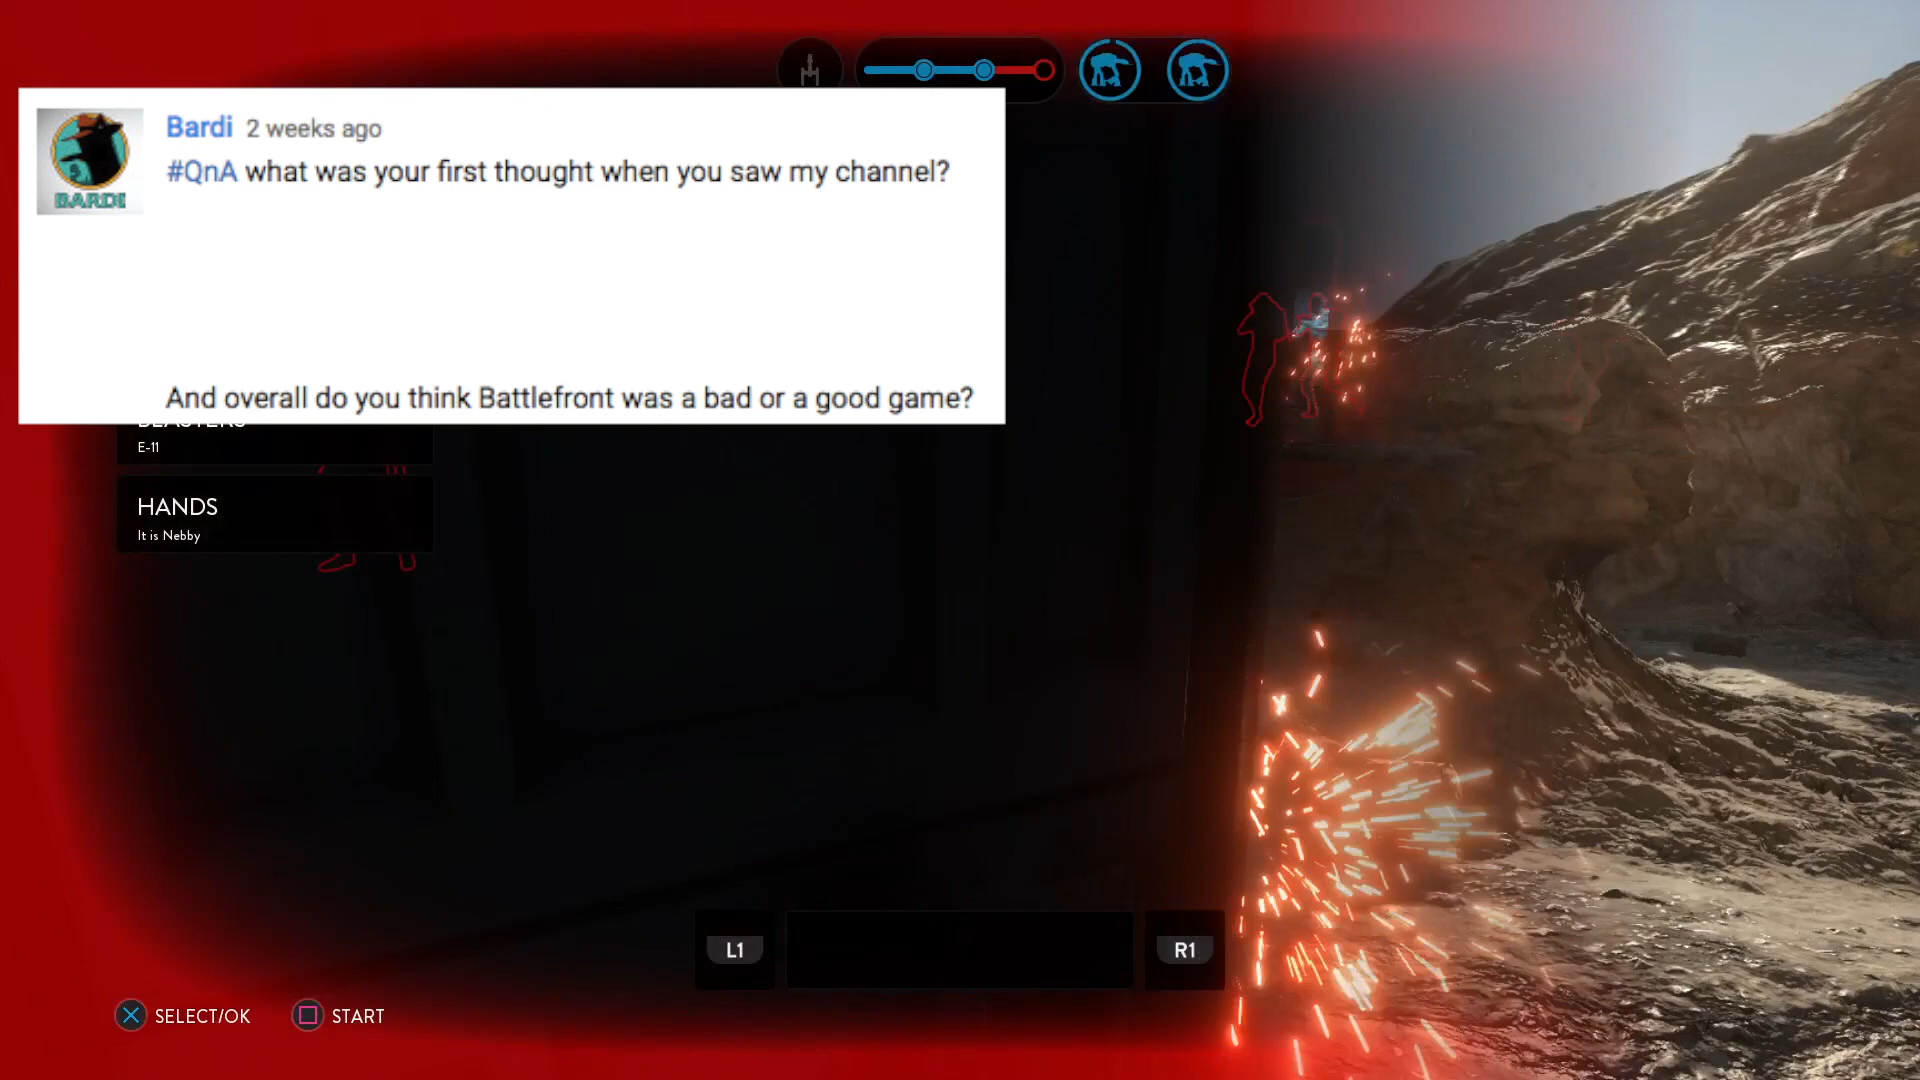 Bardi 2 weeks ago
#QnA what was your first thought when you saw my channel?
BARDI
And overall do you think Battlefront was a bad or a good game?
BLASTERS
E-11
HANDS
It is Nebby
L1
R1
SELECT/OK
START